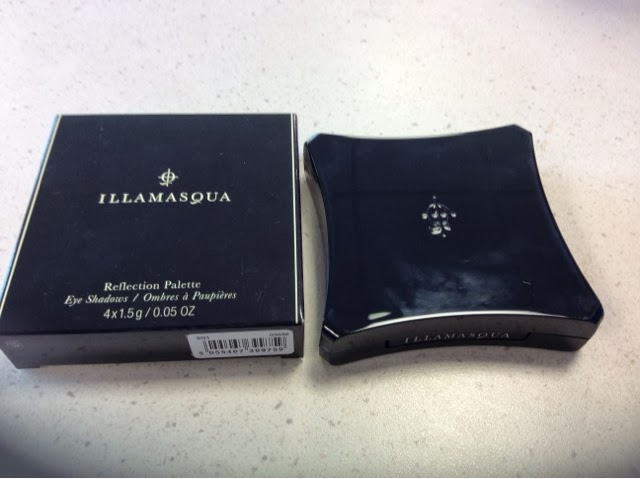 ILLAMASQUA
Reflection Palette
Eye Shadows / Ombres à Paupières
4x1.5g / 0.05 OZ
ILLAMASQUA